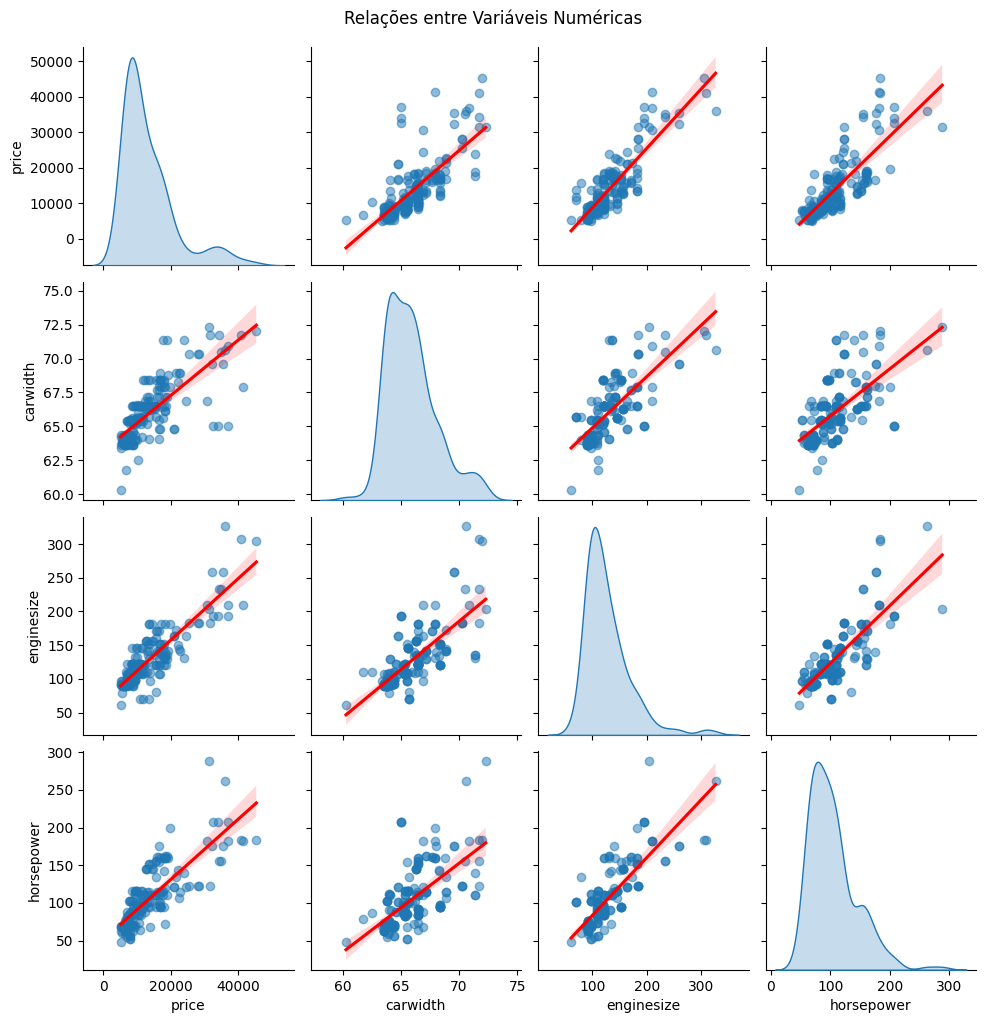 Relações entre Variáveis Numéricas
50000
40000
30000
20000
10000
0
price
75.0
72.5
70.0
67.5
65.0
62.5
60.0
carwidth
300
250
200
150
100
50
enginesize
300
250
200
150
100
50
horsepower
0 20000 40000
60 65 70 75
100 200 300
0 100 200 300
price carwidth enginesize horsepower